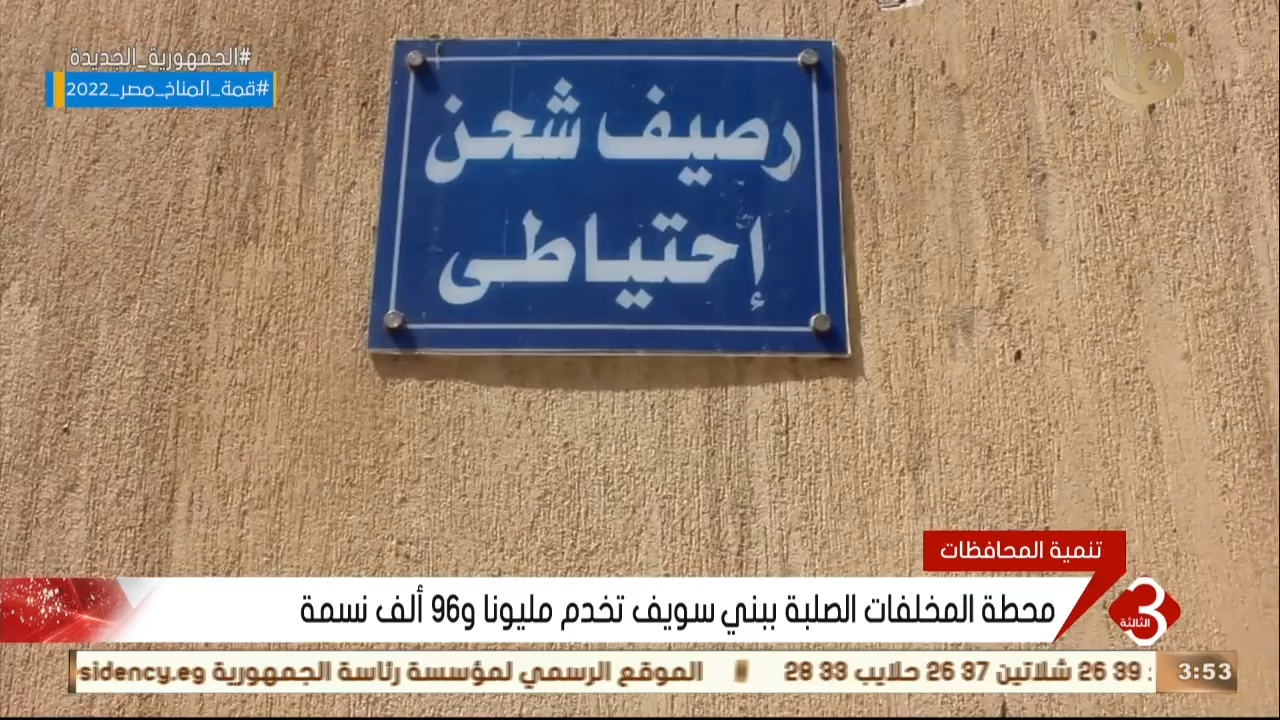 #الجمهورية_الجديدة
#قمة_المناخ_مصر_2022
رصيف شحن
إحتياطى
تنمية المحافظات
محطة المخلفات الصلبة ببني سويف تخدم مليونا و96 ألف نسمة
3 الثالثة
3:53
39 26 شلاتين 37 26 حلايب 33 28 الموقع الرسمي لمؤسسة رئاسة الجمهورية sidency.eg